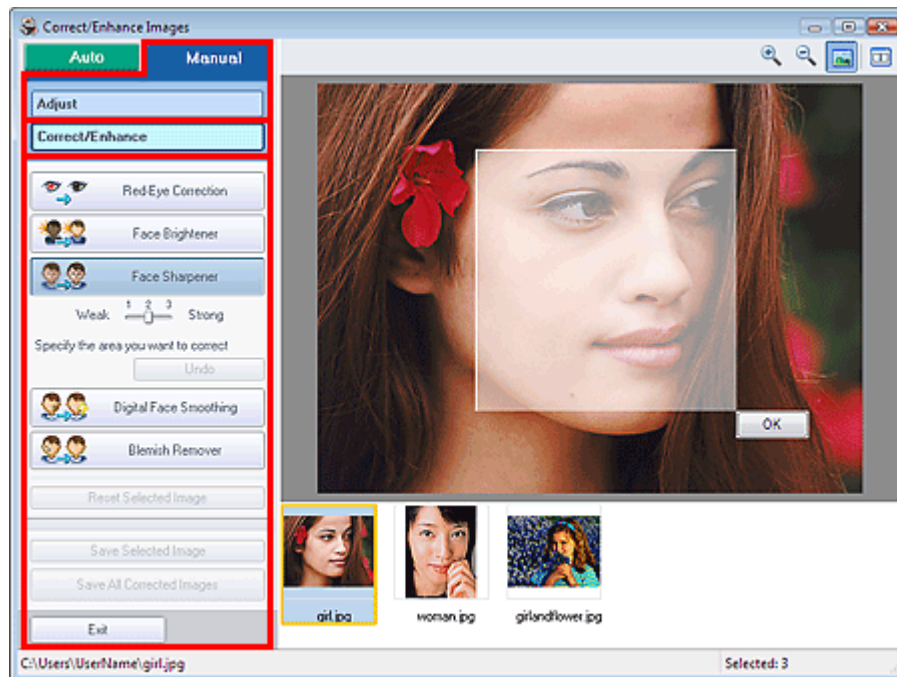 Correct/Enhance Images
Auto
Manual
Adjust
Correct/Enhance
Red-Eye Correction
Face Brightener
Face Sharpener
1 2 3
Weak Strong
Specify the area you want to correct
Undo
Digital Face Smoothing
Blemish Remover
Reset Selected Image
Save Selected Image
Save All Corrected Images
Exit
OK
girl.jpg
woman.jpg
girlandflower.jpg
C:\Users\UserName\girl.jpg
Selected: 3